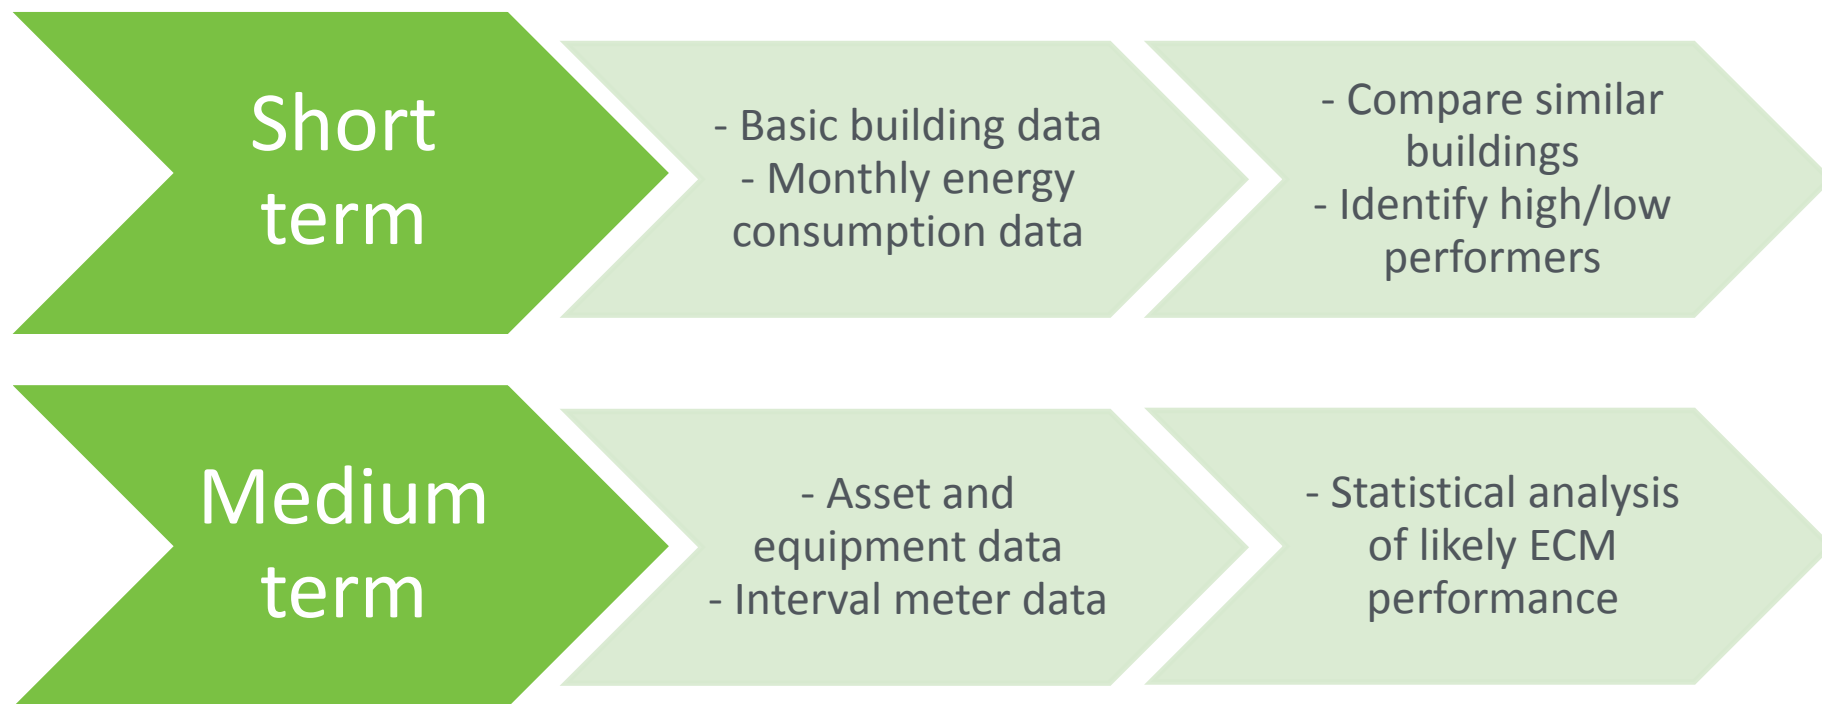 Short
term
- Basic building data
- Monthly energy
consumption data
- Compare similar
buildings
- Identify high/low
performers
Medium
term
- Asset and
equipment data
- Interval meter data
- Statistical analysis
of likely ECM
performance